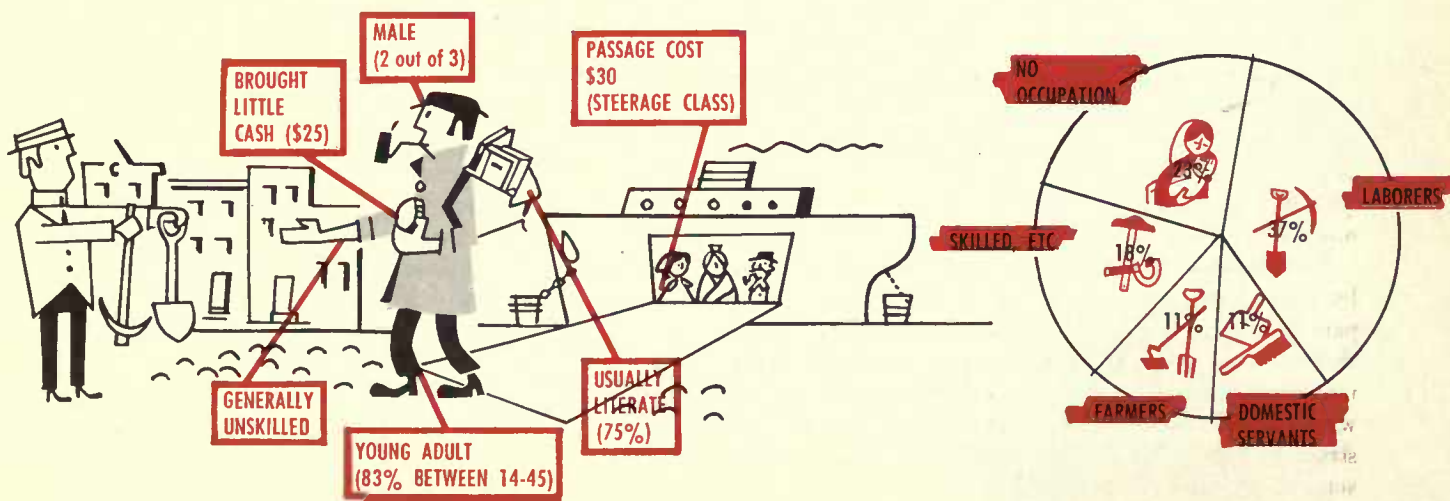 MALE
(2 out of 3)
BROUGHT
LITTLE
CASH ($25)
PASSAGE COST
$30
(STEERAGE CLASS)
GENERALLY
UNSKILLED
YOUNG ADULT
(83% BETWEEN 14-45)
USUALLY
LITERATE
(75%)
NO
OCCUPATION
23%
LABORERS
37%
SKILLED, ETC.
18%
11%
11%
FARMERS
DOMESTIC
SERVANTS